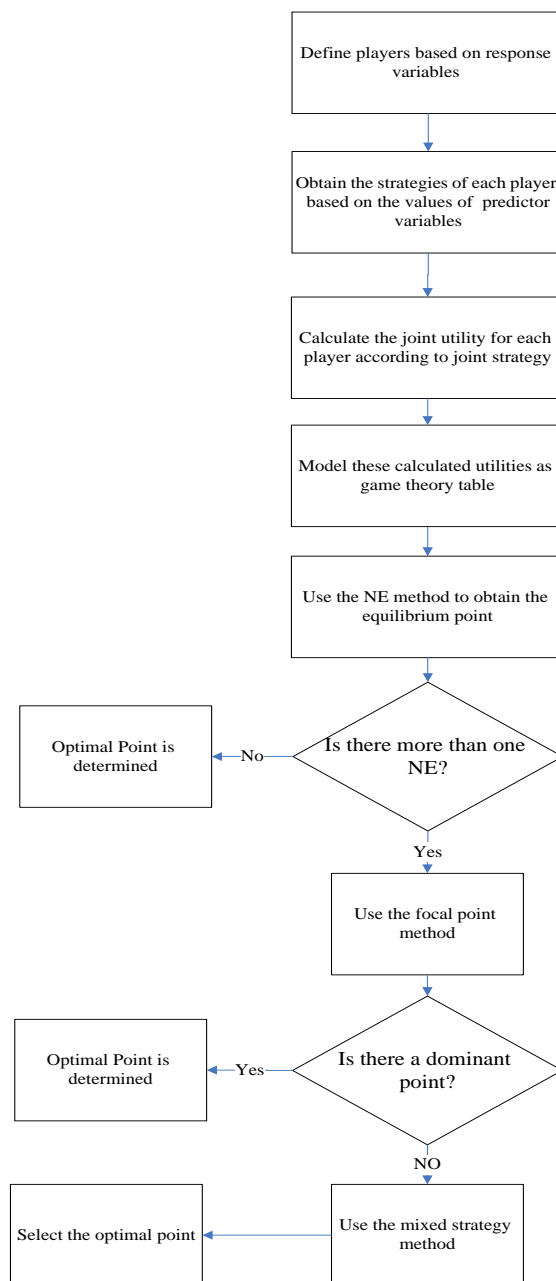 Define players based on response
variables
Obtain the strategies of each player
based on the values of predictor
variables
Calculate the joint utility for each
player according to joint strategy
Model these calculated utilities as
game theory table
Use the NE method to obtain the
equilibrium point
Is there more than one
NE?
No
Optimal Point is
determined
Yes
Use the focal point
method
Is there a dominant
point?
Yes
Optimal Point is
determined
NO
Use the mixed strategy
method
Select the optimal point